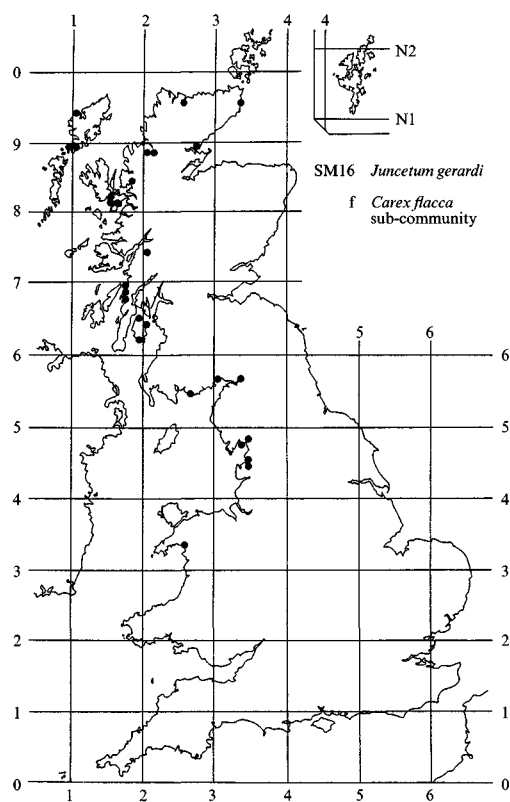 1 2 3 4 4
0
N2
N1
9
SM16 Juncetum gerardi
f Carex flacca
sub-community
8
7
5 6
6 6
5 5
4 4
3 3
2 2
1 1
0 0
1 2 3 4 5 6